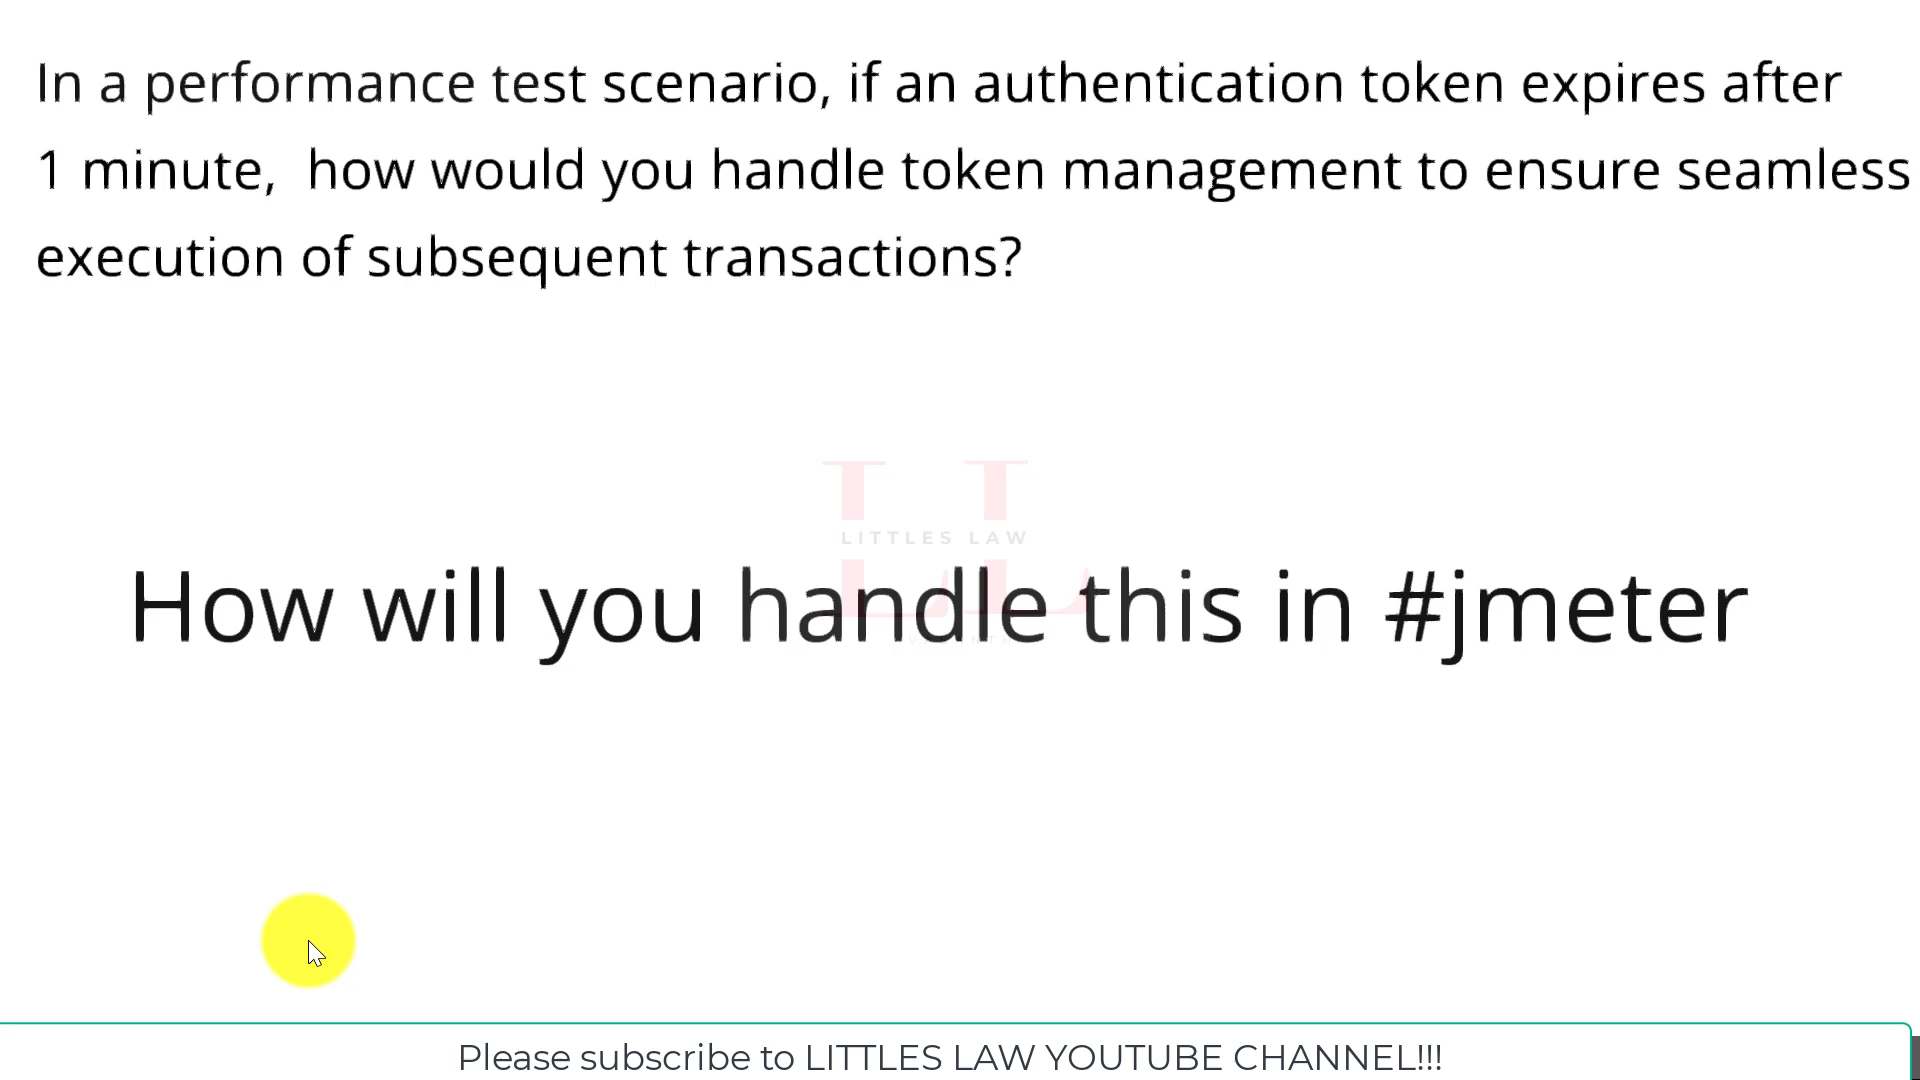 In a performance test scenario, if an authentication token expires after
1 minute,  how would you handle token management to ensure seamless
execution of subsequent transactions?
LITTLES LAW
How will you handle this in #jmeter
Please subscribe to LITTLES LAW YOUTUBE CHANNEL!!!